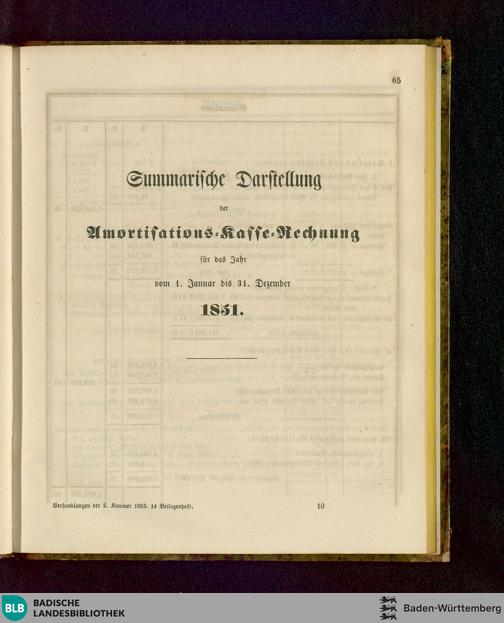 65
Summarische Darstellung
der
Amortisations-Kasse-Rechnung
für das Jahr
vom 1. Januar bis 31. Dezember
1851.
Verhandlungen der 2. Kammer 1853. 1s Beilagenheft.
10
BLB
BADISCHE
LANDESBIBLIOTHEK
Baden-Württemberg